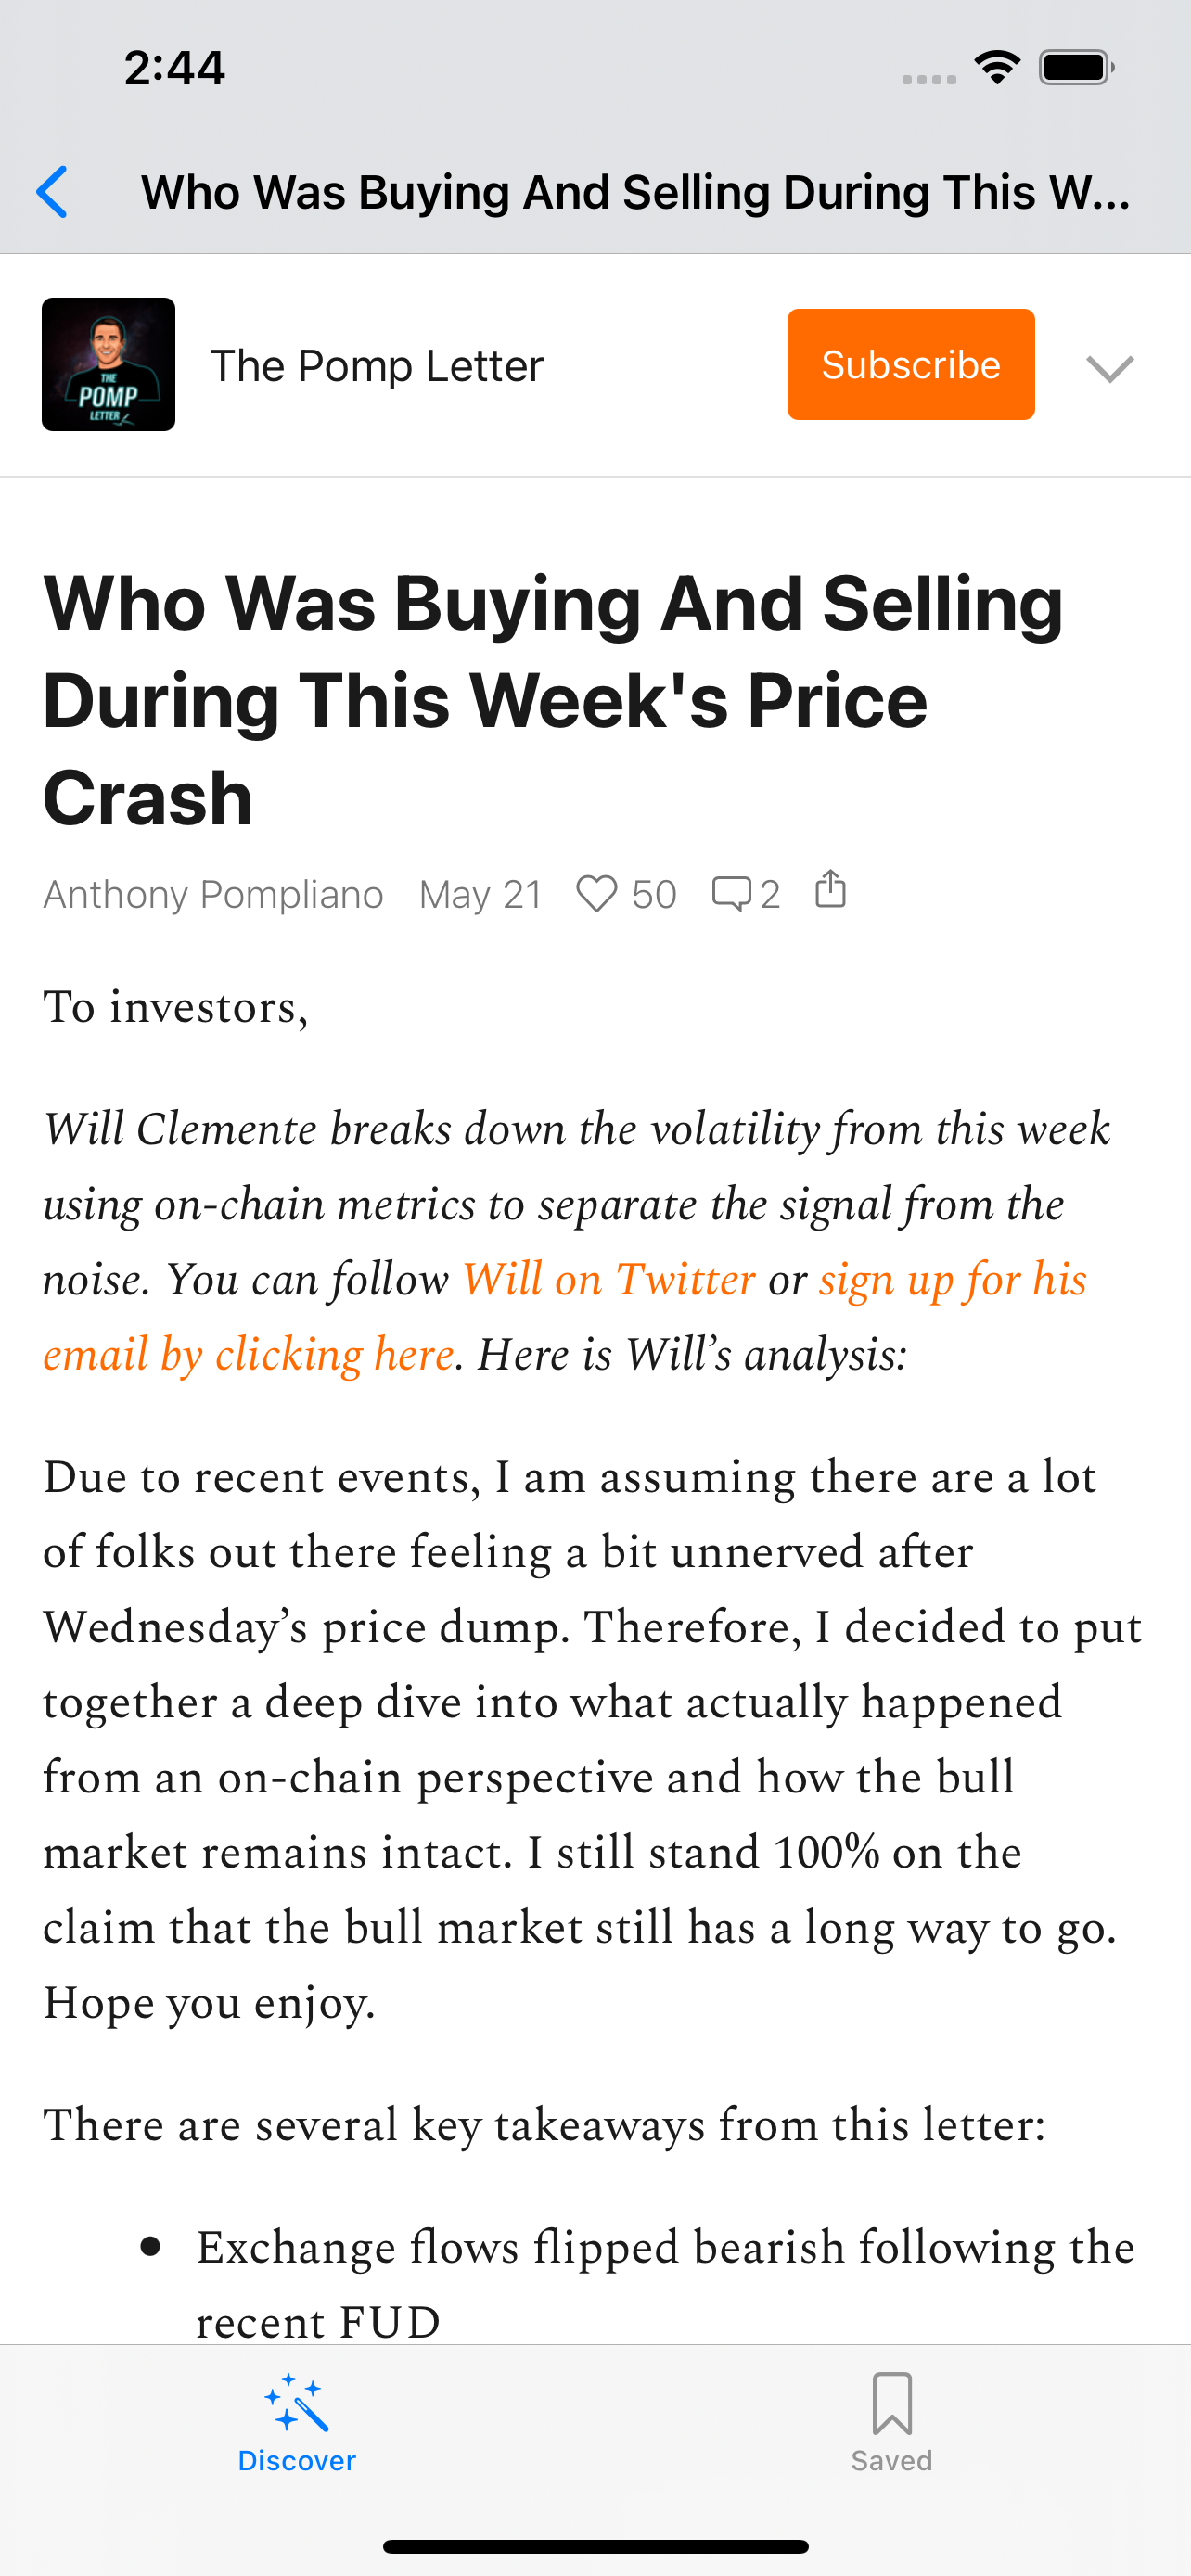 2:44
Who Was Buying And Selling During This W...
THE
POMP
LETTER
The Pomp Letter
Subscribe
Who Was Buying And Selling
During This Week's Price
Crash
Anthony Pompliano May 21 50 2
To investors,
Will Clemente breaks down the volatility from this week
using on-chain metrics to separate the signal from the
noise. You can follow Will on Twitter or sign up for his
email by clicking here. Here is Will’s analysis:
Due to recent events, I am assuming there are a lot
of folks out there feeling a bit unnerved after
Wednesday’s price dump. Therefore, I decided to put
together a deep dive into what actually happened
from an on-chain perspective and how the bull
market remains intact. I still stand 100% on the
claim that the bull market still has a long way to go.
Hope you enjoy.
There are several key takeaways from this letter:
• Exchange flows flipped bearish following the
recent FUD
Discover
Saved